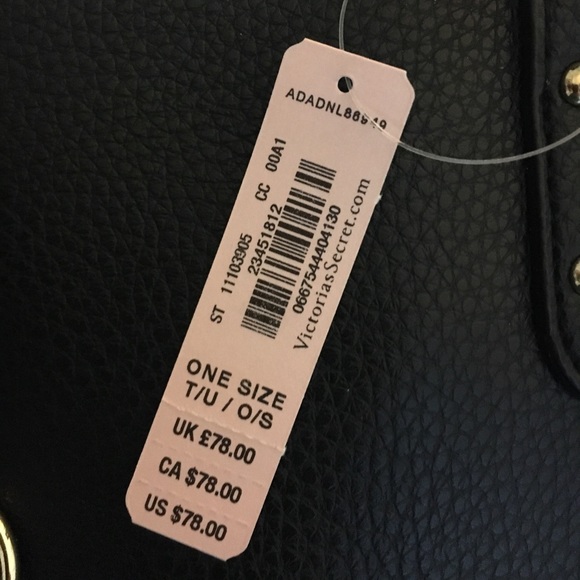 ST 11103905 CC 00A1
23451812
0667544404130
VictoriasSecret.com
ONE SIZE
T/U / O/S
UK £78.00
CA $78.00
US $78.00